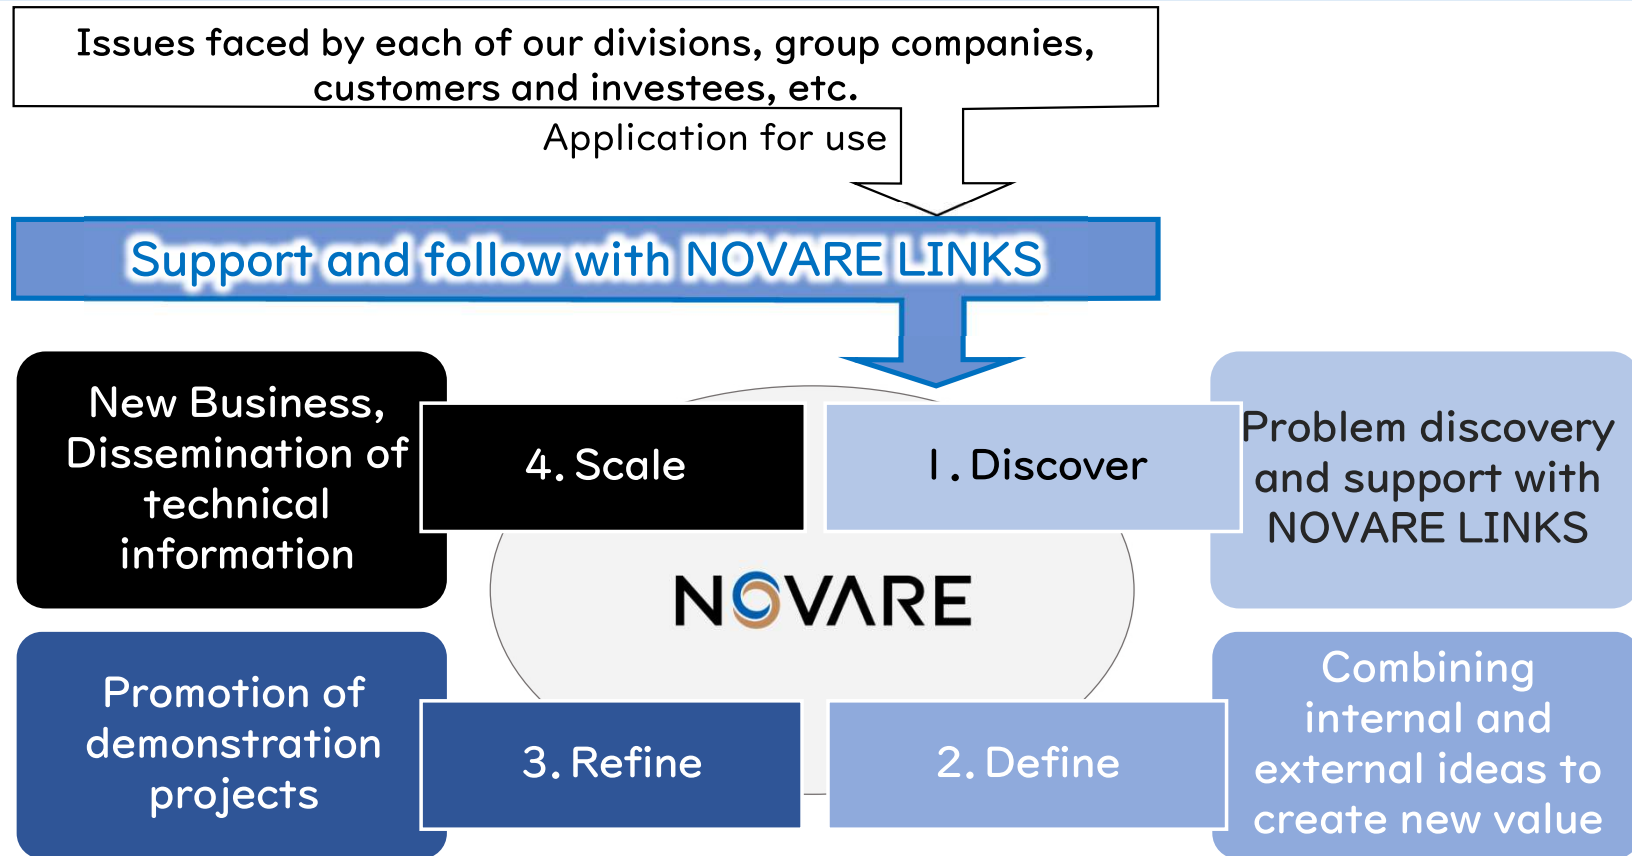 Issues faced by each of our divisions, group companies,
customers and investees, etc.
Application for use
Support and follow with NOVARE LINKS
New Business,
Dissemination of
technical
information
4. Scale
1. Discover
Problem discovery
and support with
NOVARE LINKS
NOVARE
Promotion of
demonstration
projects
3. Refine
2. Define
Combining
internal and
external ideas to
create new value